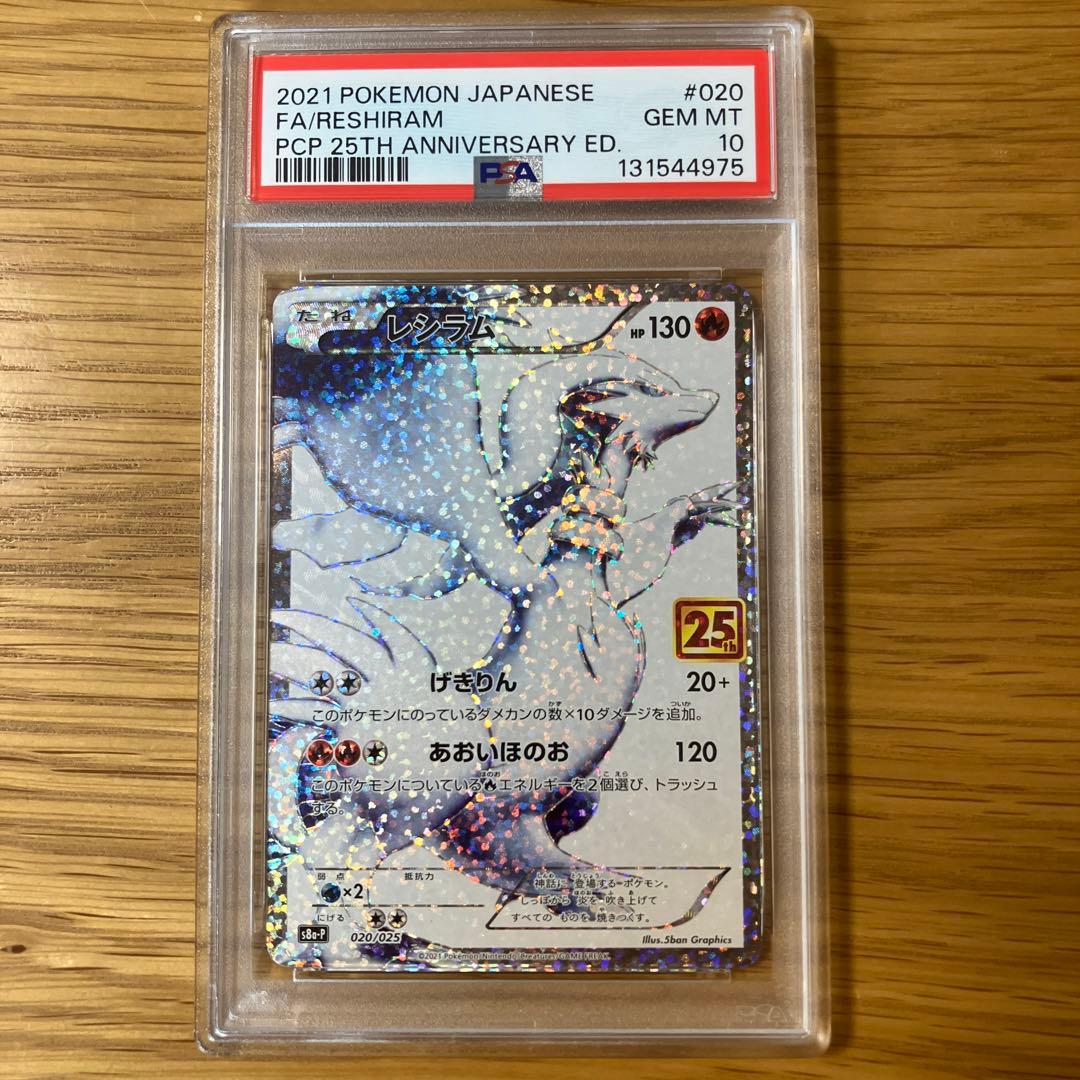 2021 POKEMON JAPANESE #020
FA/RESHIRAM GEM MT
PCP 25TH ANNIVERSARY ED. 10
PSA 131544975
たね レシラム HP 130
25th
げきりん 20+
このポケモンにのっているダメカンの数×10ダメージを追加。
あおいほのお 120
このポケモンについているエネルギーを2個選び、トラッシュ
する。
弱点 抵抗力
×2
にげる
神話に 登場する ポケモン。
しっぽから 炎を 吹き上げて
すべての ものを 焼きつくす。
s8a-P 020/025 Illus.5ban Graphics
©2021 Pokémon/Nintendo/Creatures/GAME FREAK.